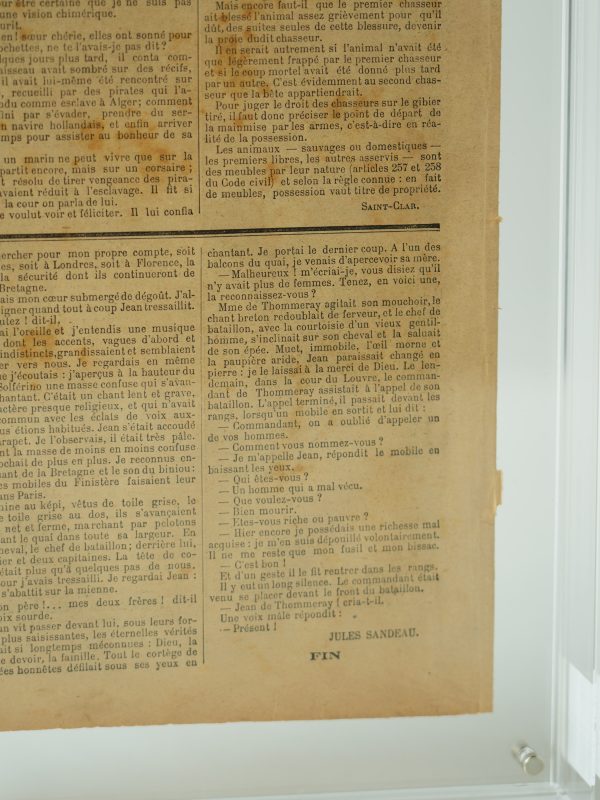 our être certaine que je ne suis pas
une vision chimérique.
urit.
en! sœur chérie, elles ont sonné pour
ochettes, ne te l'avais-je pas dit?
lques jours plus tard, il conta com-
aisseau avait sombré sur des récifs,
il avait lui-même été rencontré sur
, recueilli par des pirates qui l'a-
ndu comme esclave à Alger; comment
lni par s'évader, prendre du ser-
n navire hollandais, et enfin arriver
mps pour assister au bonheur de sa
un marin ne peut vivre que sur la
partit encore, mais sur un corsaire;
t résolu de tirer vengeance des pira-
avaient réduit à l'esclavage. Il fit si
la cour on parla de lui.
e voulut voir et féliciter. Il lui confia
Mais encore faut-il que le premier chasseur
ait blessé l'animal assez grièvement pour qu'il
dût, des suites seules de cette blessure, devenir
la proie dudit chasseur.
Il en serait autrement si l'animal n'avait été
que légèrement frappé par le premier chasseur
et si le coup mortel avait été donné plus tard
par un autre. C'est évidemment au second chas-
seur que la bête appartiendrait.
Pour juger le droit des chasseurs sur le gibier
tiré, il faut donc préciser le point de départ de
la mainmise par les armes, c'est-à-dire en réa-
lité de la possession.
Les animaux — sauvages ou domestiques —
les premiers libres, les autres asservis — sont
des meubles par leur nature (articles 257 et 258
du Code civil) et selon la règle connue: en fait
de meubles, possession vaut titre de propriété.
SAINT-CLAR.
ercher pour mon propre compte, soit
es, soit à Londres, soit à Florence, la
la sécurité dont ils continueront de
Bretagne.
ais mon cœur submergé de dégoût. J'al-
igner quand tout à coup Jean tressaillit.
oulez! dit-il,
ai l'oreille et j'entendis une musique
dont les accents, vagues d'abord et
indistincts, grandissaient et semblaient
er vers nous. Je regardais en même
ue j'écoutais: j'aperçus à la hauteur du
Solférino une masse confuse qui s'avan-
hantant. C'était un chant lent et grave,
actère presque religieux, et qui n'avait
commun avec les éclats de voix aux-
us étions habitués. Jean s'était accoudé
arapet. Je l'observais, il était très pâle.
nt la masse de moins en moins confuse
ochait de plus en plus. Je reconnus en-
hant de la Bretagne et le son du biniou:
es mobiles du Finistère faisaient leur
ans Paris.
nine au képi, vêtus de toile grise, le
e toile grise au dos, ils s'avançaient
net et ferme, marchant par pelotons
ant le quai dans toute sa largeur. En
heval, le chef de bataillon; derrière lui,
ier et deux capitaines. La tête de co-
était plus qu'à quelques pas de nous.
our j'avais tressailli. Je regardai Jean:
s'abattit sur la mienne.
on père!... mes deux frères! dit-il
oix sourde.
an vit passer devant lui, sous leurs for-
plus saisissantes, les éternelles vérités
ait si longtemps méconnues: Dieu, la
e devoir, la famille. Tout le cortège de
ées honnêtes défilait sous ses yeux en
chantant. Je portai le dernier coup. A l'un des
balcons du quai, je venais d'apercevoir sa mère.
— Malheureux! m'écriai-je, vous disiez qu'il
n'y avait plus de femmes. Tenez, en voici une,
la reconnaissez-vous?
Mme de Thommeray agitait son mouchoir, le
chant breton redoublait de ferveur, et le chef de
bataillon, avec la courtoisie d'un vieux gentil-
homme, s'inclinait sur son cheval et la saluait
de son épée. Muet, immobile, l'œil morne et
la paupière aride, Jean paraissait changé en
pierre: je le laissai à la merci de Dieu. Le len-
demain, dans la cour du Louvre, le comman-
dant de Thommeray assistait à l'appel de son
bataillon. L'appel terminé, il passait devant les
rangs, lorsqu'un mobile en sortit et lui dit:
— Commandant, on a oublié d'appeler un
de vos hommes.
— Comment vous nommez-vous?
— Je m'appelle Jean, répondit le mobile en
baissant les yeux.
— Qui êtes-vous?
— Un homme qui a mal vécu.
— Que voulez-vous?
— Bien mourir.
— Etes-vous riche ou pauvre?
— Hier encore je possédais une richesse mal
acquise: je m'en suis dépouillé volontairement.
Il ne me reste que mon fusil et mon bissac.
— C'est bon!
Et d'un geste il le fit rentrer dans les rangs.
Il y eut un long silence. Le commandant était
venu se placer devant le front du bataillon.
— Jean de Thommeray! cria-t-il.
Une voix mâle répondit:
— Présent!
JULES SANDEAU.
FIN